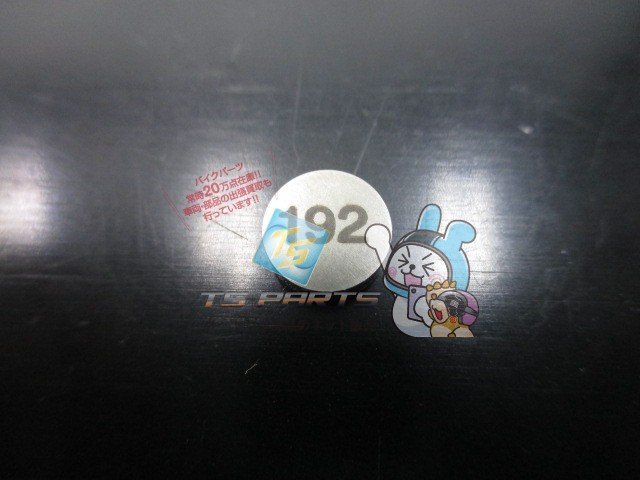 バイクパーツ
常時20万点在庫!!
車両・部品の出張買取も
行っています!!
192
TS
TS PARTS